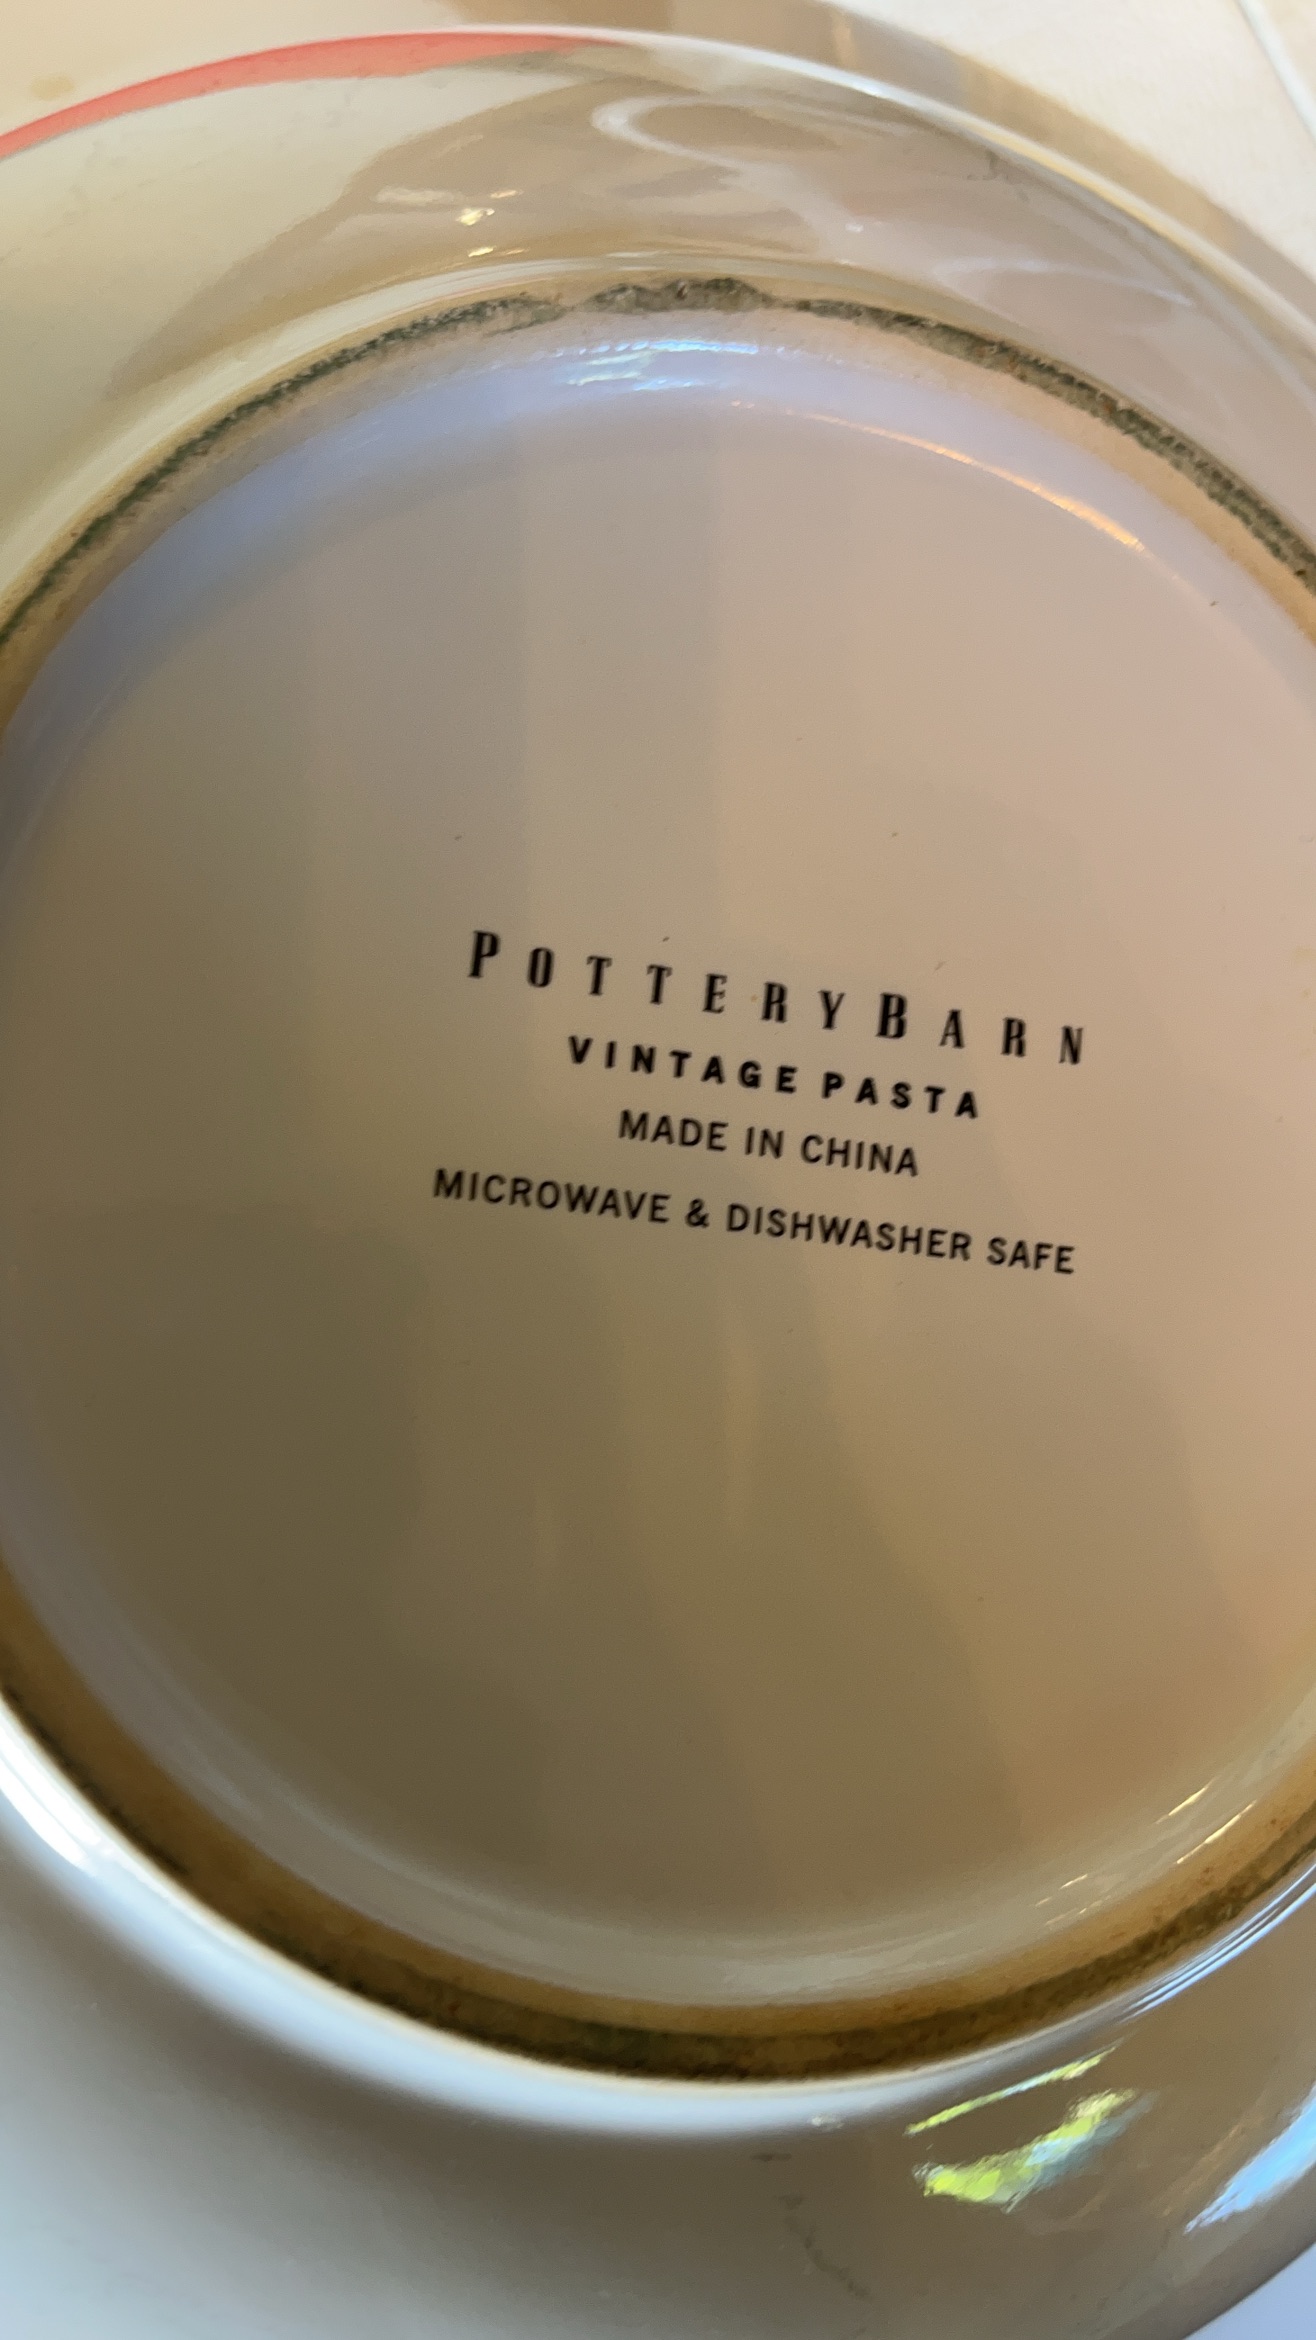 POTTERYBARN
VINTAGE PASTA
MADE IN CHINA
MICROWAVE & DISHWASHER SAFE